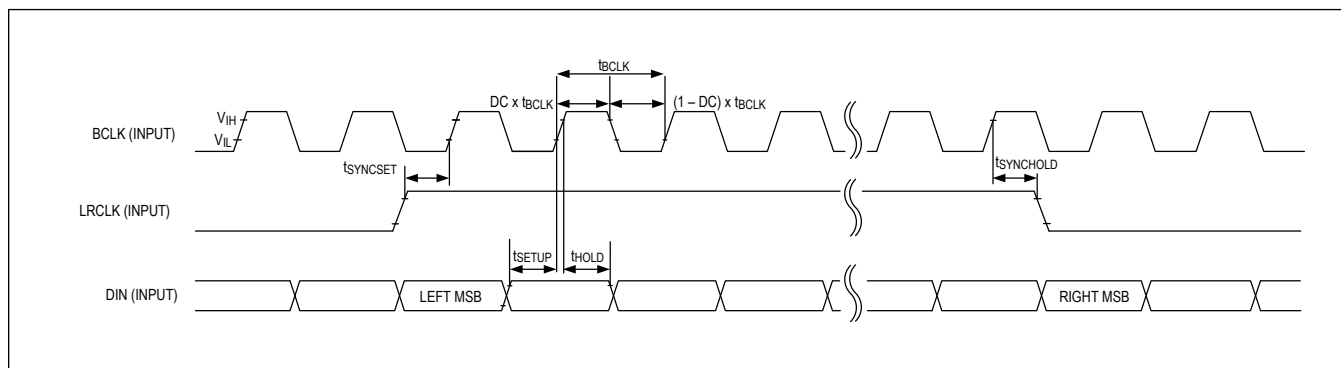 tBCLK
DC x tBCLK
(1 – DC) x tBCLK
VIH
BCLK (INPUT)
VIL
tSYNCSET
tSYNCHOLD
LRCLK (INPUT)
tSETUP
tHOLD
DIN (INPUT)
LEFT MSB
RIGHT MSB